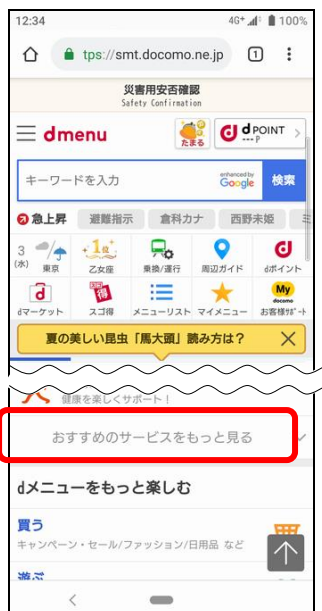 12:34 4G+ 100%
tps://smt.docomo.ne.jp 1
災害用安否確認
Safety Confirmation
dmenu たまる d POINT
---P
キーワードを入力 enhanced by Google 検索
急上昇 避難指示 倉科カナ 西野未姫 ミ
3 (水) 東京 1位 乙女座 乗換/運行 周辺ガイド dポイント
dマーケット スゴ得 メニューリスト マイメニュー My docomo お客様サポート
夏の美しい昆虫「馬大頭」読み方は?
健康を楽しくサポート!
おすすめのサービスをもっと見る
dメニューをもっと楽しむ
買う
キャンペーン・セール/ファッション/日用品 など
遊ぶ